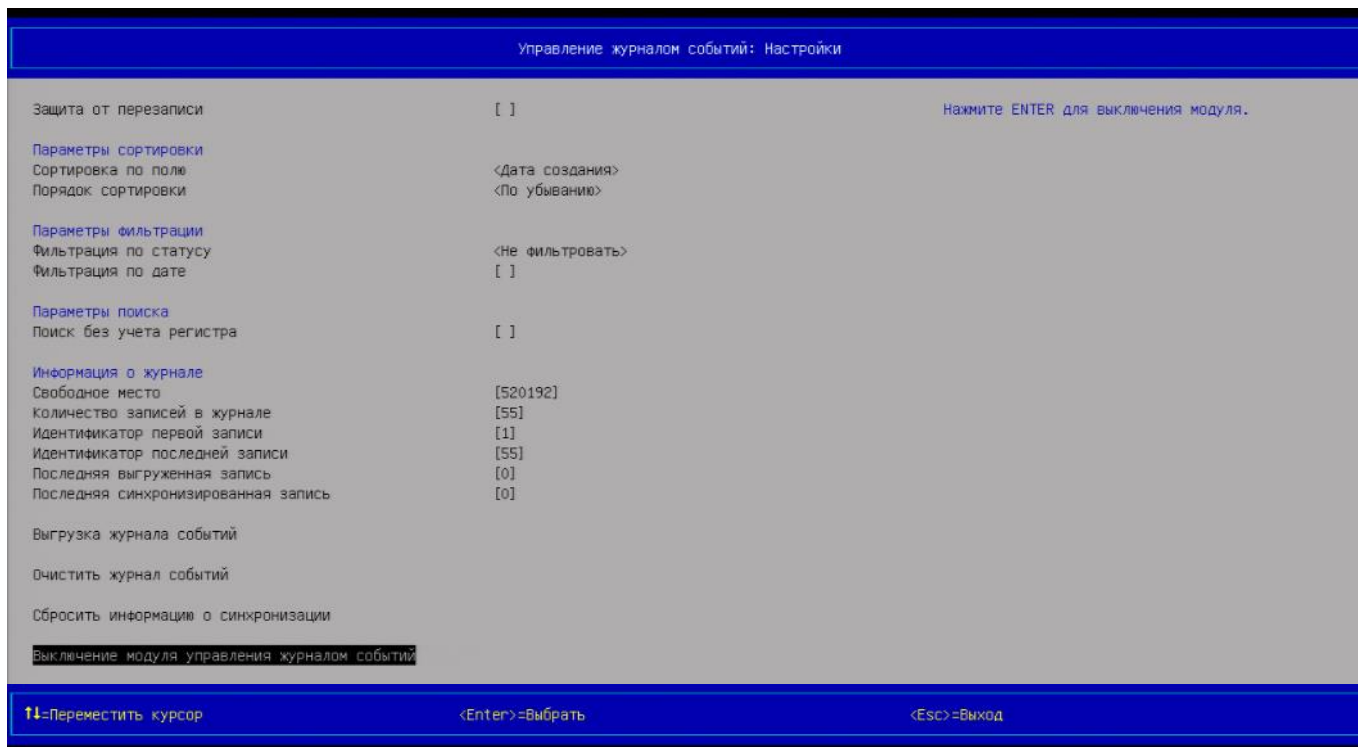 Управление журналом событий: Настройки
Защита от перезаписи [ ] Нажмите ENTER для выключения модуля.
Параметры сортировки
Сортировка по полю <Дата создания>
Порядок сортировки <По убыванию>
Параметры фильтрации
Фильтрация по статусу <Не фильтровать>
Фильтрация по дате [ ]
Параметры поиска
Поиск без учета регистра [ ]
Информация о журнале
Свободное место [520192]
Количество записей в журнале [55]
Идентификатор первой записи [1]
Идентификатор последней записи [55]
Последняя выгруженная запись [0]
Последняя синхронизированная запись [0]
Выгрузка журнала событий
Очистить журнал событий
Сбросить информацию о синхронизации
Выключение модуля управления журналом событий
↑↓=Переместить курсор <Enter>=Выбрать <Esc>=Выход